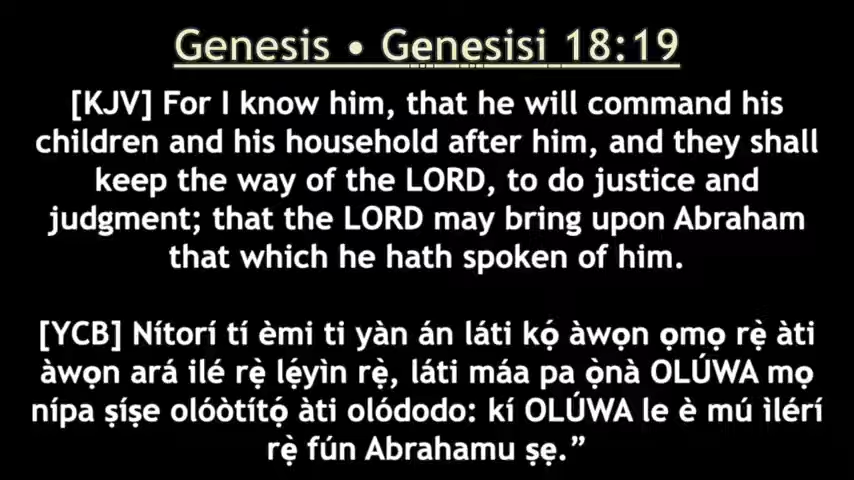 Genesis • Gẹnẹsisi 18:19
[KJV] For I know him, that he will command his
children and his household after him, and they shall
keep the way of the LORD, to do justice and
judgment; that the LORD may bring upon Abraham
that which he hath spoken of him.
[YCB] Nítorí tí èmi ti yàn án láti kọ́ àwọn ọmọ rẹ̀ àti
àwọn ará ilé rẹ̀ lẹ́yìn rẹ̀, láti máa pa ọ̀nà OLÚWA mọ
nípa ṣíṣe olóòtítọ́ àti olódodo: kí OLÚWA le è mú ìlérí
rẹ̀ fún Abrahamu ṣẹ.”